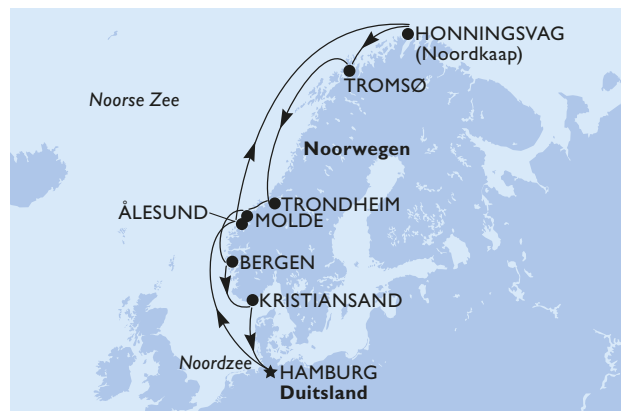 HONNINGSVAG
(Noordkaap)
TROMSØ
Noorse Zee
Noorwegen
TRONDHEIM
ÅLESUND
MOLDE
BERGEN
KRISTIANSAND
Noordzee
HAMBURG
Duitsland